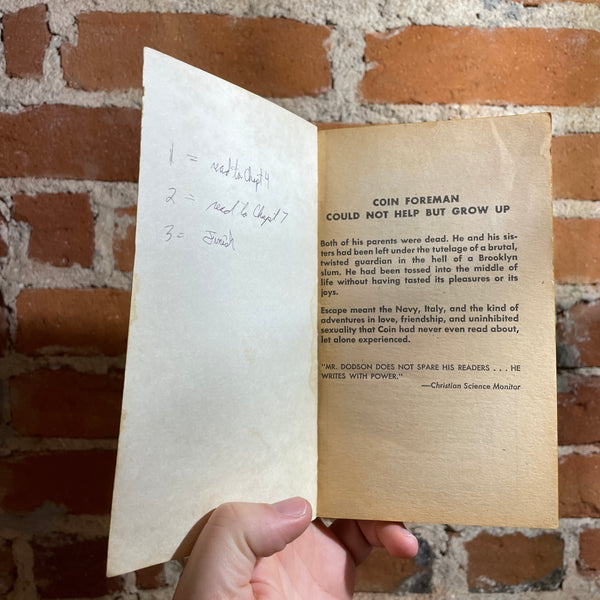 1 = read to Chapt 4
2 = read to Chapt 7
3 = Finish
COIN FOREMAN
COULD NOT HELP BUT GROW UP
Both of his parents were dead. He and his sis-
ters had been left under the tutelage of a brutal,
twisted guardian in the hell of a Brooklyn
slum. He had been tossed into the middle of
life without having tasted its pleasures or its
joys.
Escape meant the Navy, Italy, and the kind of
adventures in love, friendship, and uninhibited
sexuality that Coin had never even read about,
let alone experienced.
"MR. DODSON DOES NOT SPARE HIS READERS . . . HE
WRITES WITH POWER."
—Christian Science Monitor